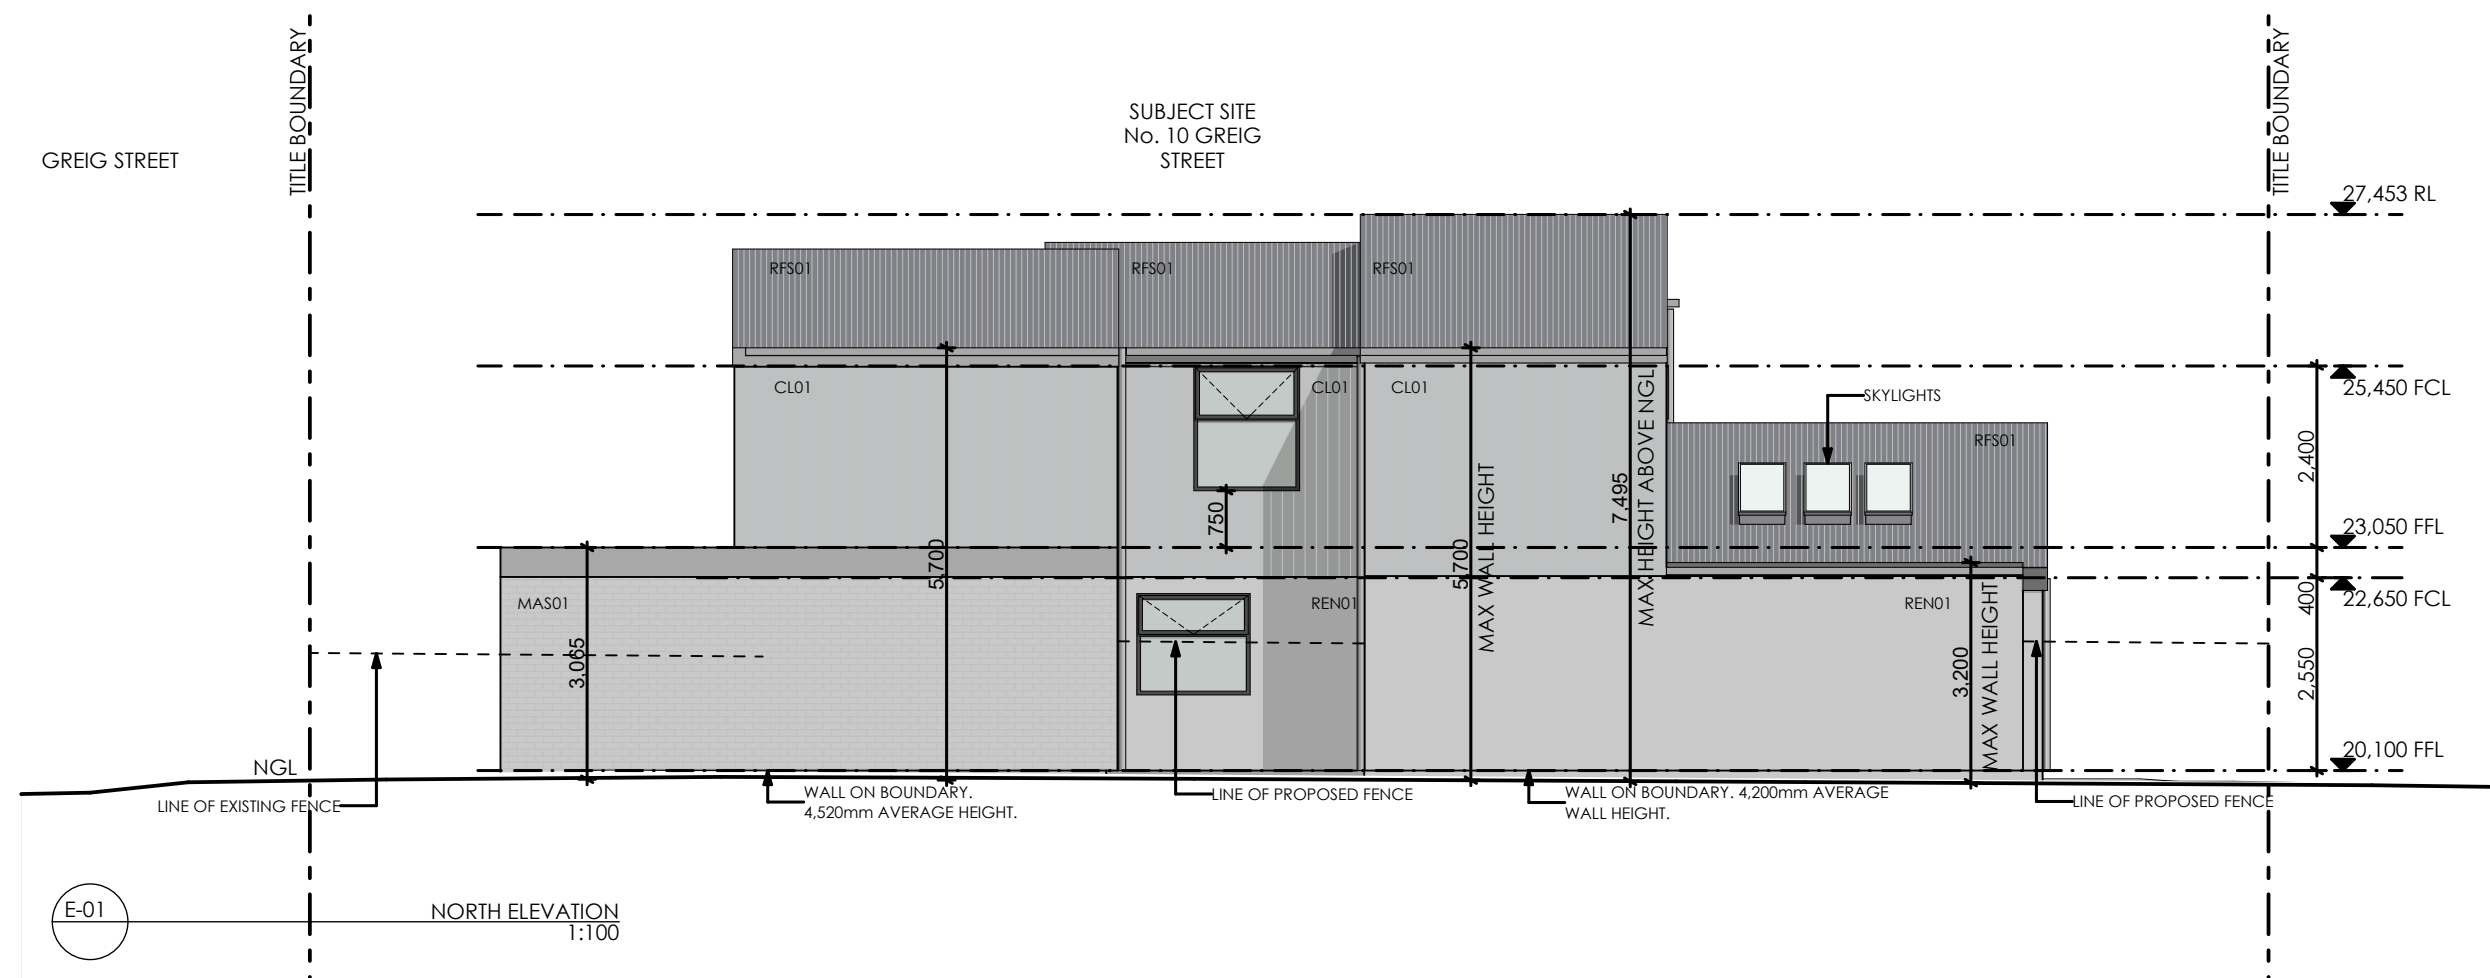 TITLE BOUNDARY
TITLE BOUNDARY
SUBJECT SITE
No. 10 GREIG
STREET
GREIG STREET
27,453 RL
RFS01
RFS01
RFS01
CL01
CL01
CL01
SKYLIGHTS
25,450 FCL
RFS01
2,400
750
5,700
5,700
MAX WALL HEIGHT
7,495
MAX HEIGHT ABOVE NGL
23,050 FFL
MAS01
REN01
REN01
400
22,650 FCL
3,065
3,200
MAX WALL HEIGHT
2,550
20,100 FFL
NGL
LINE OF EXISTING FENCE
WALL ON BOUNDARY.
4,520mm AVERAGE HEIGHT.
LINE OF PROPOSED FENCE
WALL ON BOUNDARY. 4,200mm AVERAGE
WALL HEIGHT.
LINE OF PROPOSED FENCE
E-01
NORTH ELEVATION
1:100